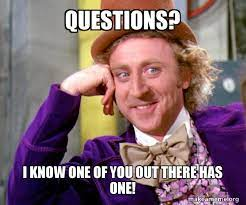 QUESTIONS?
I KNOW ONE OF YOU OUT THERE HAS
ONE!
makeameme.org